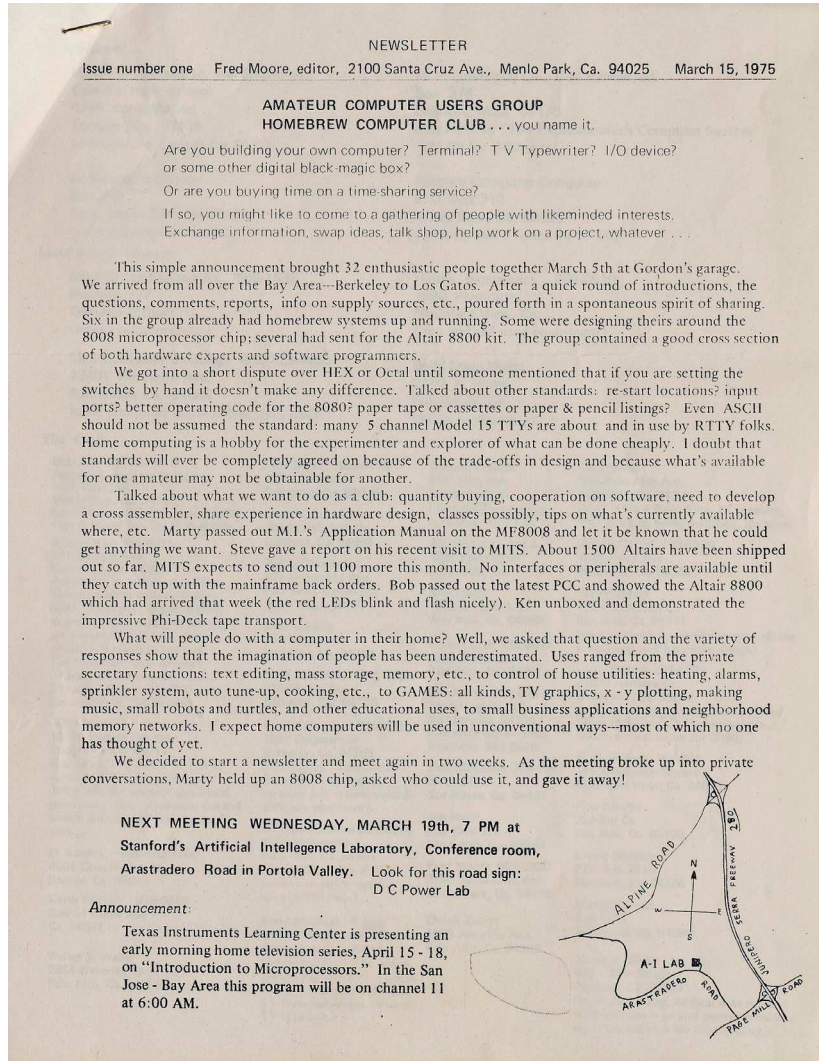 NEWSLETTER
Issue number one Fred Moore, editor, 2100 Santa Cruz Ave., Menlo Park, Ca. 94025 March 15, 1975
AMATEUR COMPUTER USERS GROUP
HOMEBREW COMPUTER CLUB . . . you name it.
Are you building your own computer? Terminal? T V Typewriter? I/O device?
or some other digital black-magic box?
Or are you buying time on a time-sharing service?
If so, you might like to come to a gathering of people with likeminded interests.
Exchange information, swap ideas, talk shop, help work on a project, whatever . . .
This simple announcement brought 32 enthusiastic people together March 5th at Gordon's garage.
We arrived from all over the Bay Area---Berkeley to Los Gatos. After a quick round of introductions, the
questions, comments, reports, info on supply sources, etc., poured forth in a spontaneous spirit of sharing.
Six in the group already had homebrew systems up and running. Some were designing theirs around the
8008 microprocessor chip; several had sent for the Altair 8800 kit. The group contained a good cross section
of both hardware experts and software programmers.
We got into a short dispute over HEX or Octal until someone mentioned that if you are setting the
switches by hand it doesn't make any difference. Talked about other standards: re-start locations? input
ports? better operating code for the 8080? paper tape or cassettes or paper & pencil listings? Even ASCII
should not be assumed the standard: many 5 channel Model 15 TTYs are about and in use by RTTY folks.
Home computing is a hobby for the experimenter and explorer of what can be done cheaply. I doubt that
standards will ever be completely agreed on because of the trade-offs in design and because what's available
for one amateur may not be obtainable for another.
Talked about what we want to do as a club: quantity buying, cooperation on software, need to develop
a cross assembler, share experience in hardware design, classes possibly, tips on what's currently available
where, etc. Marty passed out M.I.'s Application Manual on the MF8008 and let it be known that he could
get anything we want. Steve gave a report on his recent visit to MITS. About 1500 Altairs have been shipped
out so far. MITS expects to send out 1100 more this month. No interfaces or peripherals are available until
they catch up with the mainframe back orders. Bob passed out the latest PCC and showed the Altair 8800
which had arrived that week (the red LEDs blink and flash nicely). Ken unboxed and demonstrated the
impressive Phi-Deck tape transport.
What will people do with a computer in their home? Well, we asked that question and the variety of
responses show that the imagination of people has been underestimated. Uses ranged from the private
secretary functions: text editing, mass storage, memory, etc., to control of house utilities: heating, alarms,
sprinkler system, auto tune-up, cooking, etc., to GAMES: all kinds, TV graphics, x - y plotting, making
music, small robots and turtles, and other educational uses, to small business applications and neighborhood
memory networks. I expect home computers will be used in unconventional ways---most of which no one
has thought of yet.
We decided to start a newsletter and meet again in two weeks. As the meeting broke up into private
conversations, Marty held up an 8008 chip, asked who could use it, and gave it away!
NEXT MEETING WEDNESDAY, MARCH 19th, 7 PM at
Stanford's Artificial Intellegence Laboratory, Conference room,
Arastradero Road in Portola Valley. Look for this road sign:
D C Power Lab
Announcement:
Texas Instruments Learning Center is presenting an
early morning home television series, April 15 - 18,
on "Introduction to Microprocessors." In the San
Jose - Bay Area this program will be on channel 11
at 6:00 AM.
ALPINE ROAD
JUNIPERO SERRA FREEWAY 280
N
W E
S
A-I LAB
ARASTRADERO ROAD
PAGE MILL ROAD